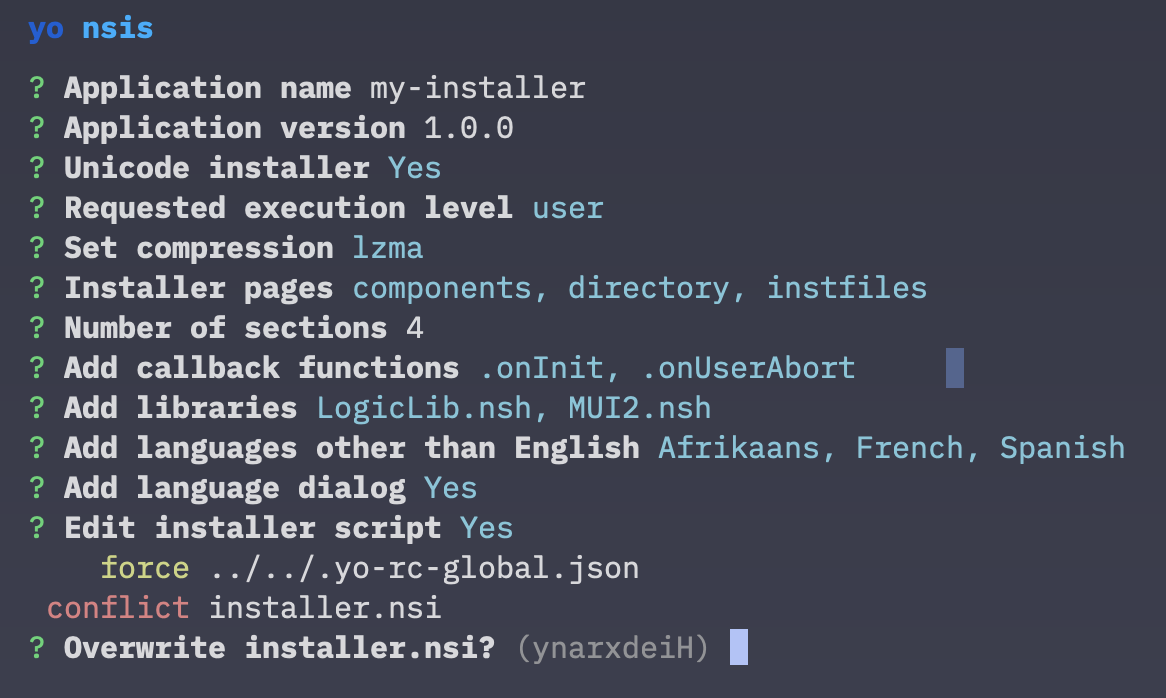 yo nsis
? Application name my-installer
? Application version 1.0.0
? Unicode installer Yes
? Requested execution level user
? Set compression lzma
? Installer pages components, directory, instfiles
? Number of sections 4
? Add callback functions .onInit, .onUserAbort
? Add libraries LogicLib.nsh, MUI2.nsh
? Add languages other than English Afrikaans, French, Spanish
? Add language dialog Yes
? Edit installer script Yes
force ../../.yo-rc-global.json
conflict installer.nsi
? Overwrite installer.nsi? (ynarxdeiH)